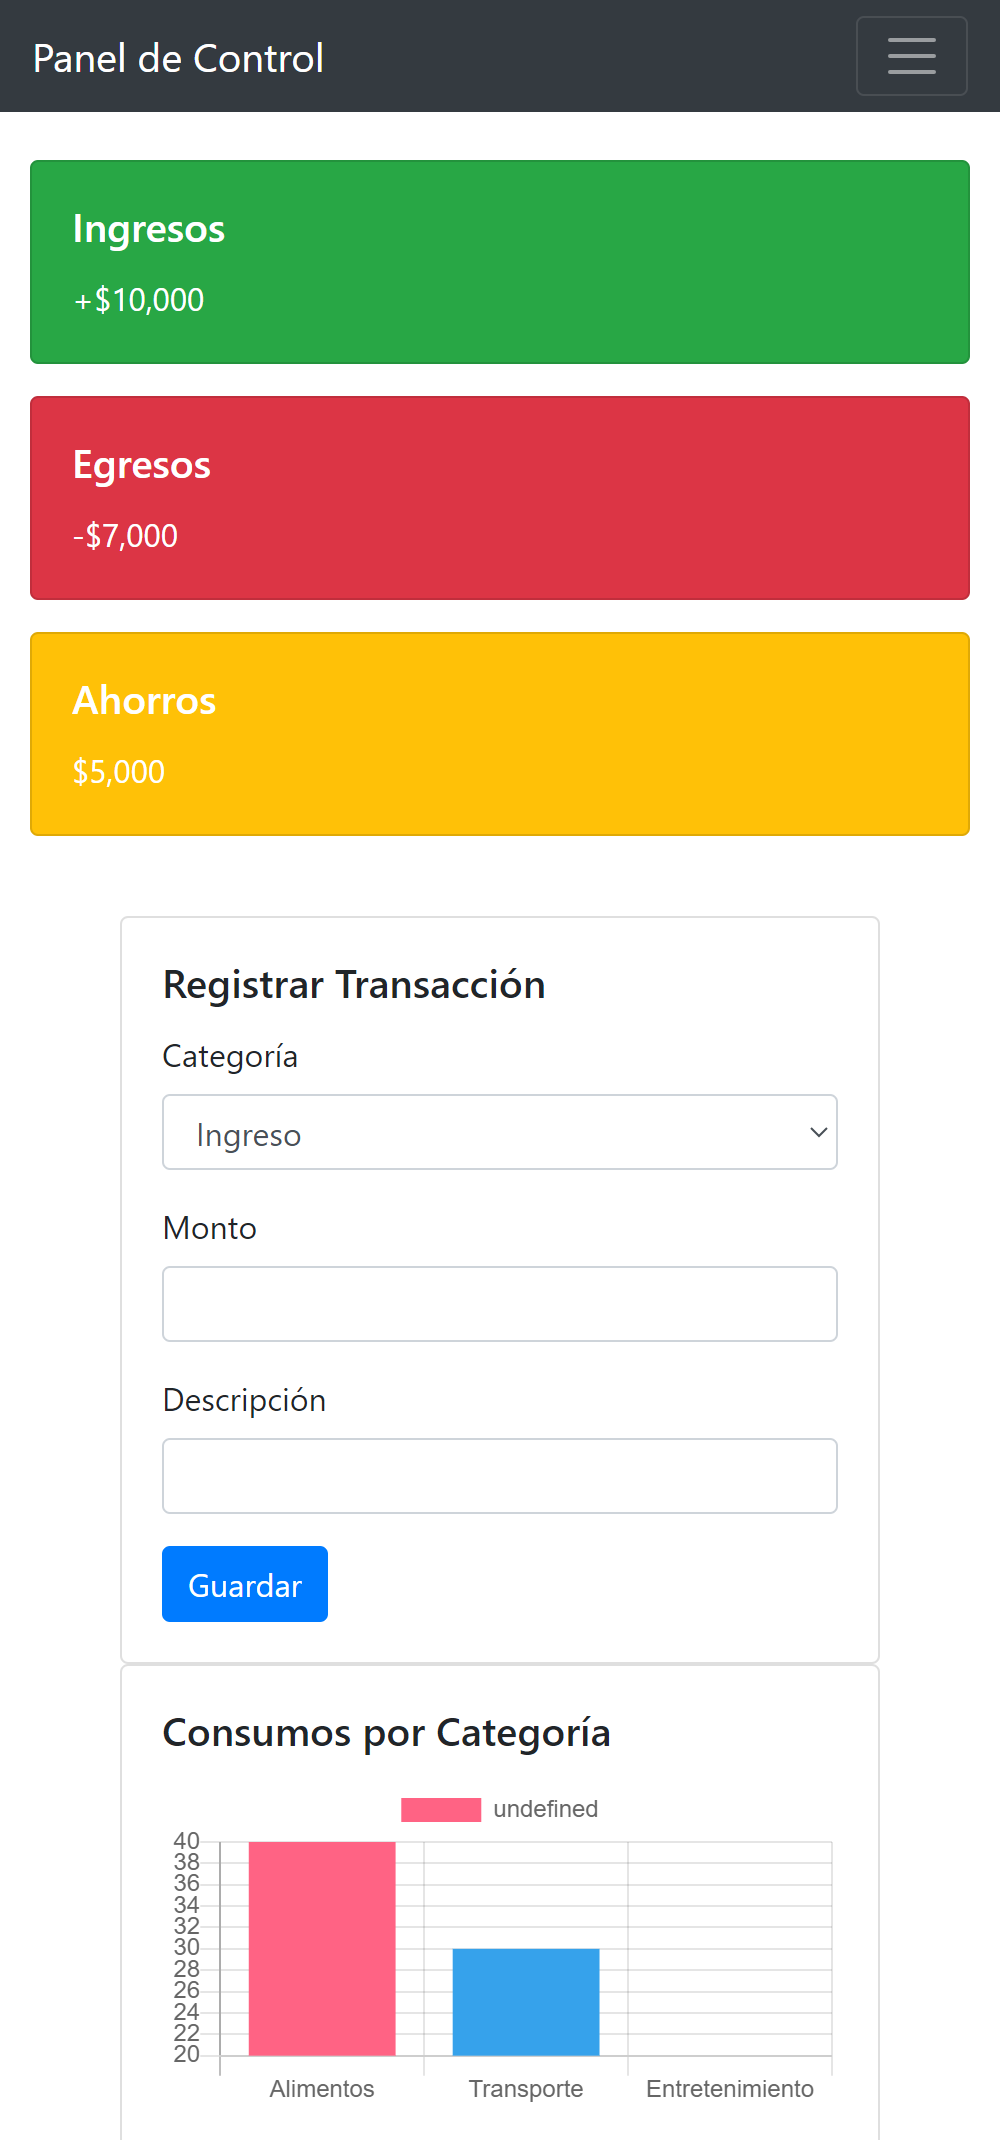 Panel de Control
Ingresos
+$10,000
Egresos
-$7,000
Ahorros
$5,000
Registrar Transacción
Categoría
Ingreso
Monto
Descripción
Guardar
Consumos por Categoría
undefined
40
38
36
34
32
30
28
26
24
22
20
Alimentos Transporte Entretenimiento